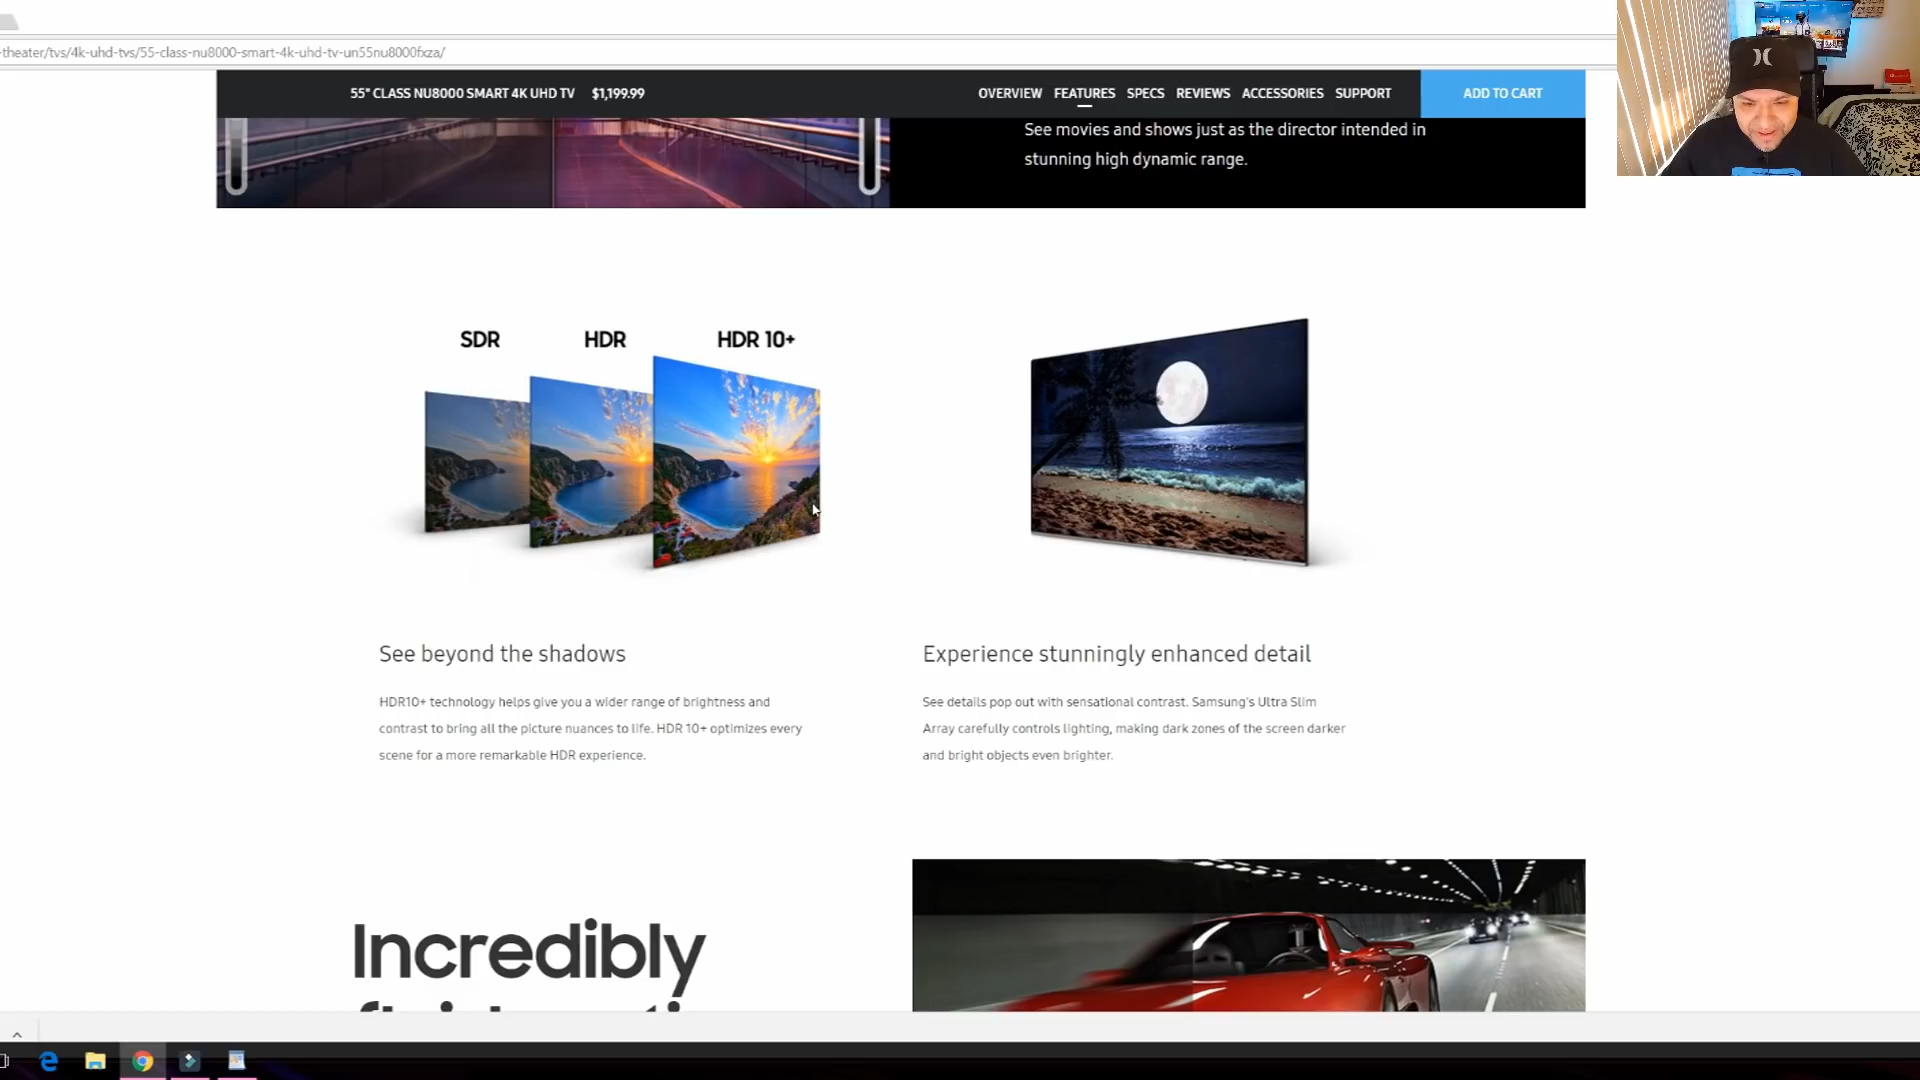 -theater/tvs/4k-uhd-tvs/55-class-nu8000-smart-4k-uhd-tv-un55nu8000fxza/
55" CLASS NU8000 SMART 4K UHD TV $1,199.99 OVERVIEW FEATURES SPECS REVIEWS ACCESSORIES SUPPORT ADD TO CART
See movies and shows just as the director intended in
stunning high dynamic range.
SDR HDR HDR 10+
See beyond the shadows
HDR10+ technology helps give you a wider range of brightness and
contrast to bring all the picture nuances to life. HDR 10+ optimizes every
scene for a more remarkable HDR experience.
Experience stunningly enhanced detail
See details pop out with sensational contrast. Samsung's Ultra Slim
Array carefully controls lighting, making dark zones of the screen darker
and bright objects even brighter.
Incredibly